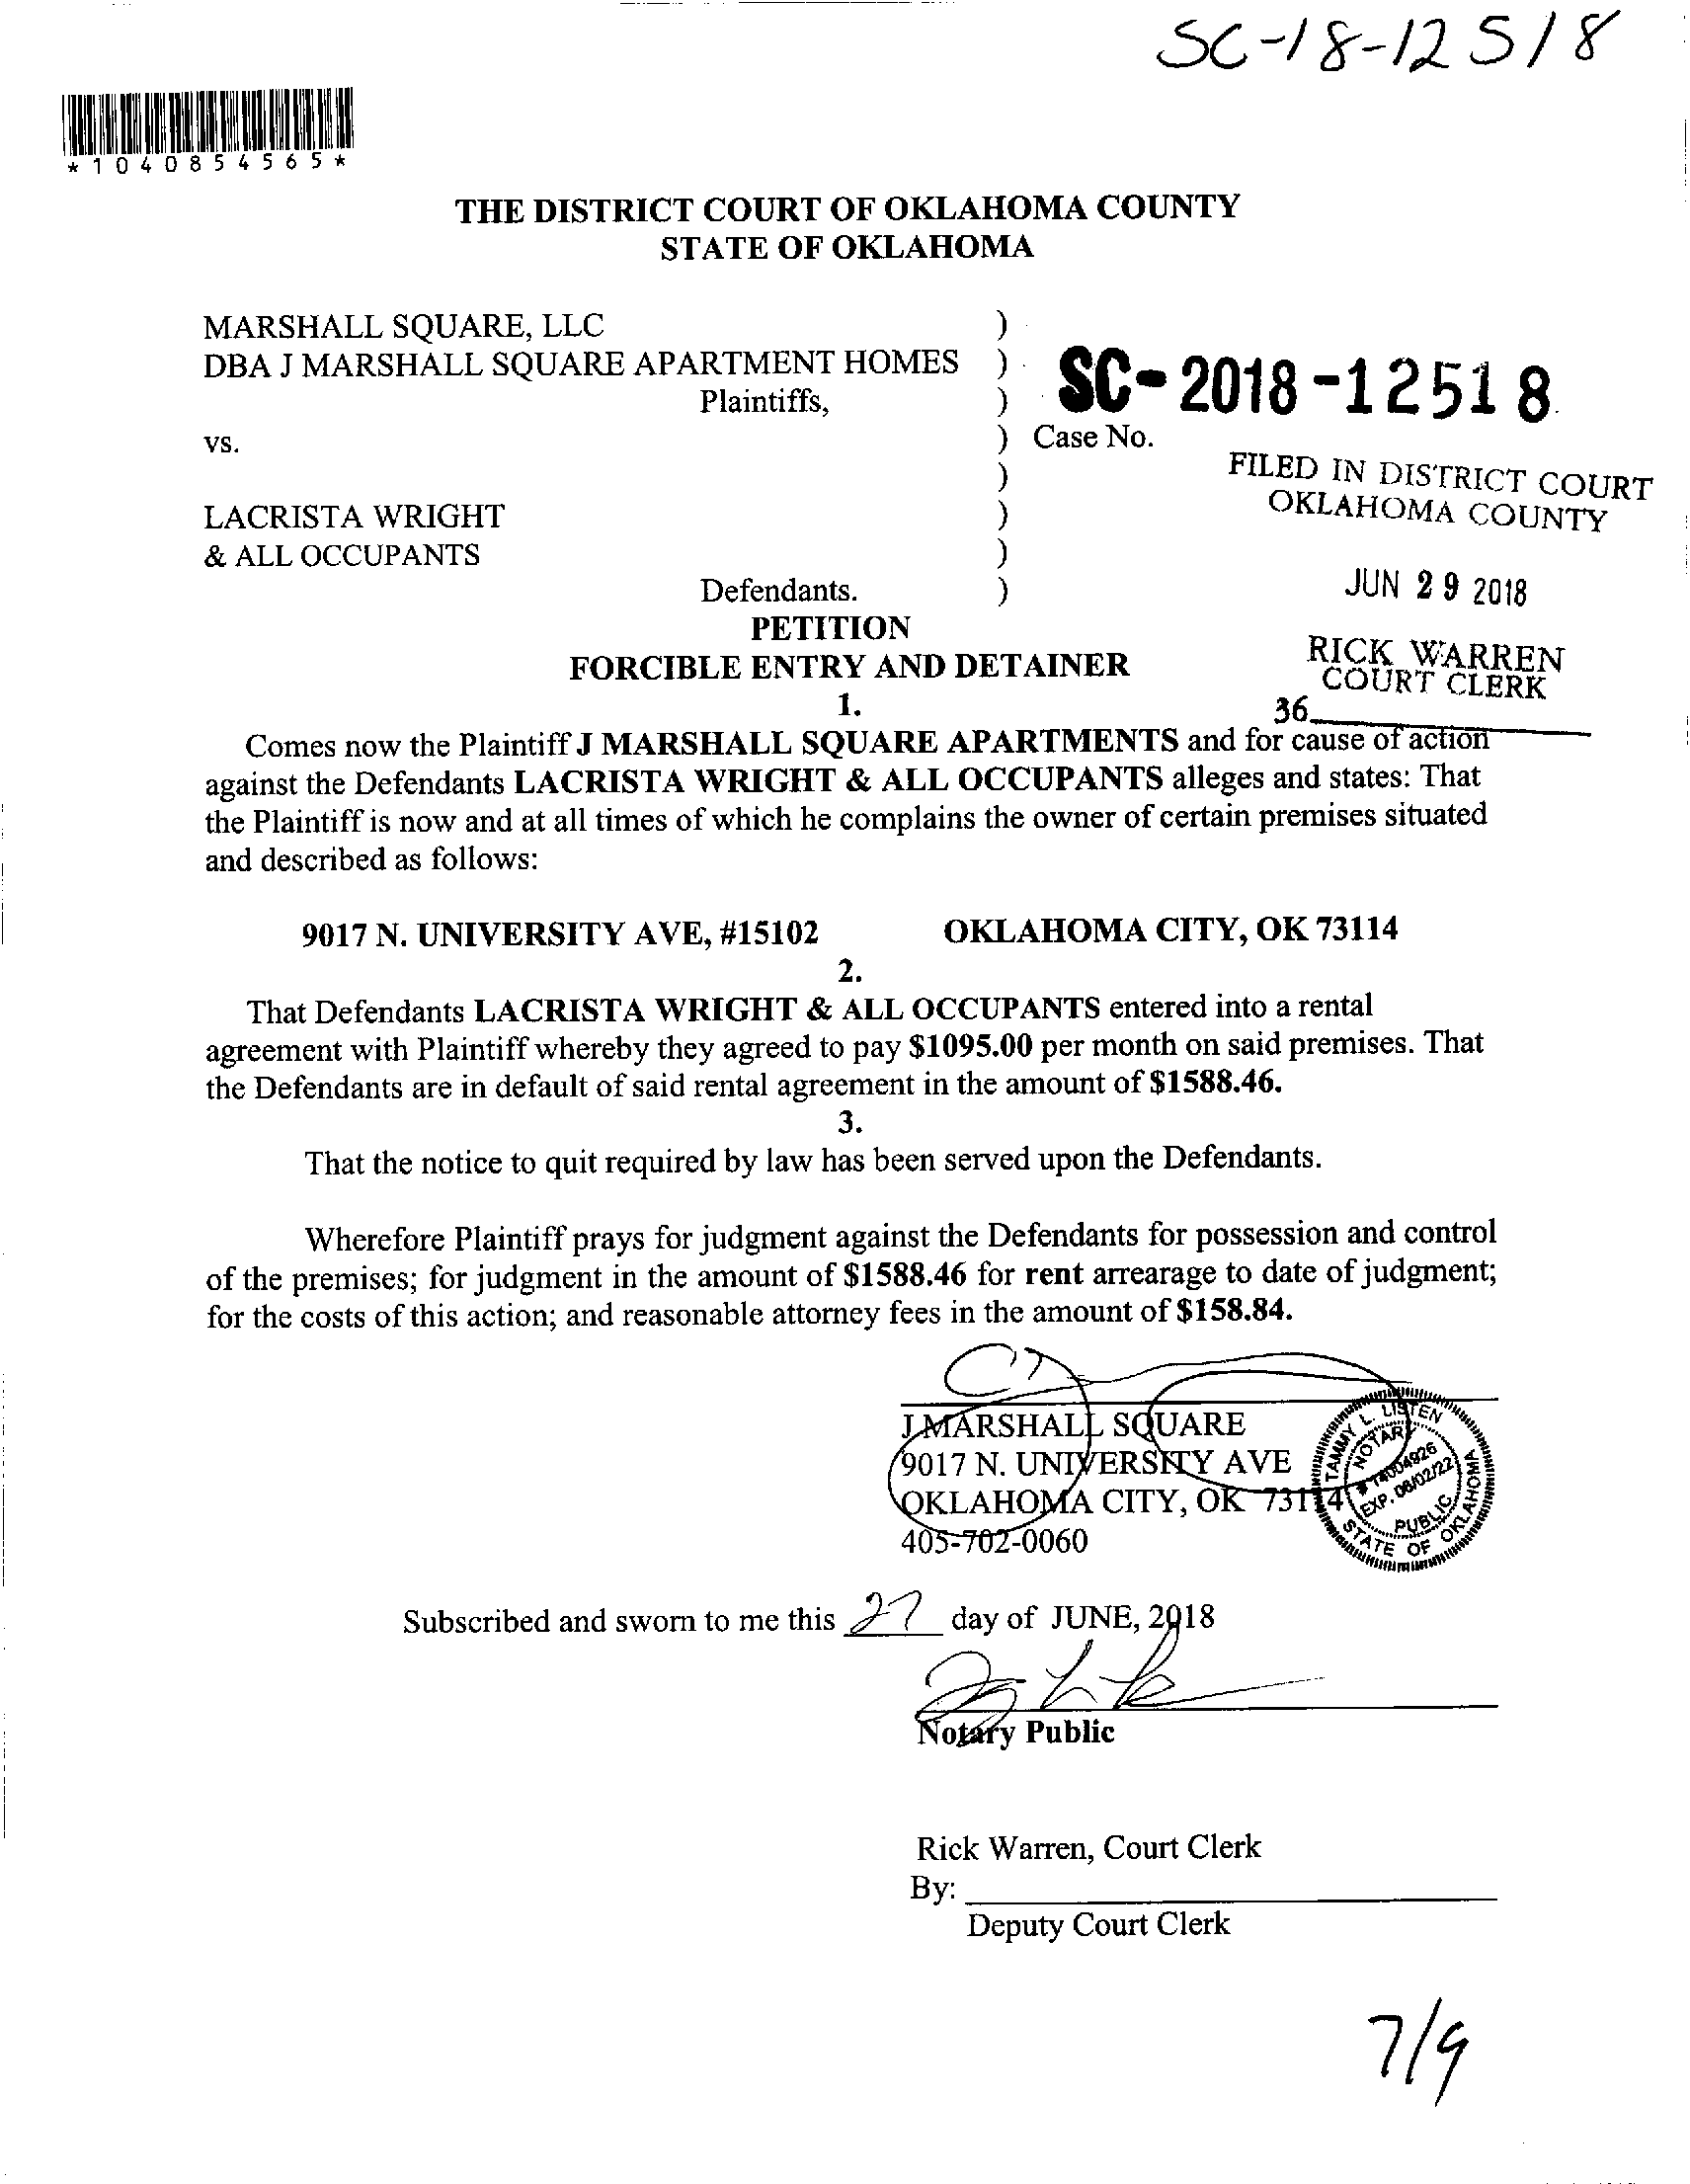 SC-18-12518
*1040854565*
THE DISTRICT COURT OF OKLAHOMA COUNTY
STATE OF OKLAHOMA
MARSHALL SQUARE, LLC )
DBA J MARSHALL SQUARE APARTMENT HOMES )
Plaintiffs, ) SC-2018-12518
vs. ) Case No.
)
FILED IN DISTRICT COURT
OKLAHOMA COUNTY
LACRISTA WRIGHT )
& ALL OCCUPANTS )
Defendants. ) JUN 29 2018
PETITION
RICK WARREN
COURT CLERK
FORCIBLE ENTRY AND DETAINER
1.
36
Comes now the Plaintiff J MARSHALL SQUARE APARTMENTS and for cause of action
against the Defendants LACRISTA WRIGHT & ALL OCCUPANTS alleges and states: That
the Plaintiff is now and at all times of which he complains the owner of certain premises situated
and described as follows:
9017 N. UNIVERSITY AVE, #15102 OKLAHOMA CITY, OK 73114
2.
That Defendants LACRISTA WRIGHT & ALL OCCUPANTS entered into a rental
agreement with Plaintiff whereby they agreed to pay $1095.00 per month on said premises. That
the Defendants are in default of said rental agreement in the amount of $1588.46.
3.
That the notice to quit required by law has been served upon the Defendants.
Wherefore Plaintiff prays for judgment against the Defendants for possession and control
of the premises; for judgment in the amount of $1588.46 for rent arrearage to date of judgment;
for the costs of this action; and reasonable attorney fees in the amount of $158.84.
J MARSHALL SQUARE
9017 N. UNIVERSITY AVE
OKLAHOMA CITY, OK 73114
405-702-0060
TAMMY L. LISTEN
NOTARY
# 14004926
EXP. 06/02/22
PUBLIC
STATE OF OKLAHOMA
Subscribed and sworn to me this 27 day of JUNE, 2018
Notary Public
Rick Warren, Court Clerk
By:
Deputy Court Clerk
7/9